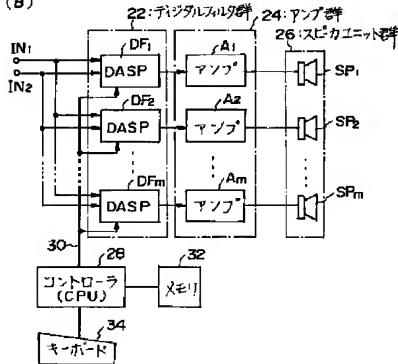 (B)
22:ディジタルフィルタ群
24:アンプ群
26:スピーカユニット群
IN1
IN2
DF1
DASP
A1
アンプ
SP1
DF2
DASP
A2
アンプ
SP2
DFm
DASP
Am
アンプ
SPm
30
28
コントローラ
(CPU)
32
メモリ
34
キーボード